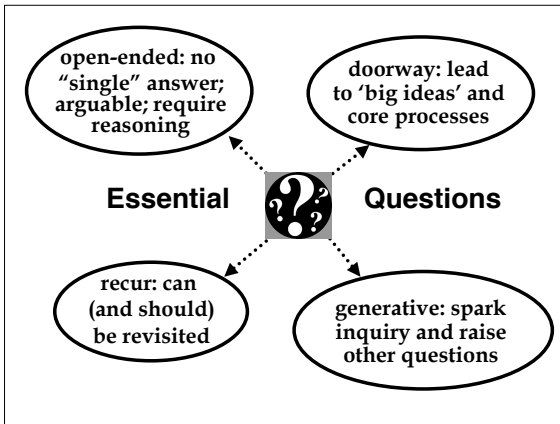 open-ended: no
“single” answer;
arguable; require
reasoning
doorway: lead
to ‘big ideas’ and
core processes
Essential Questions
recur: can
(and should)
be revisited
generative: spark
inquiry and raise
other questions